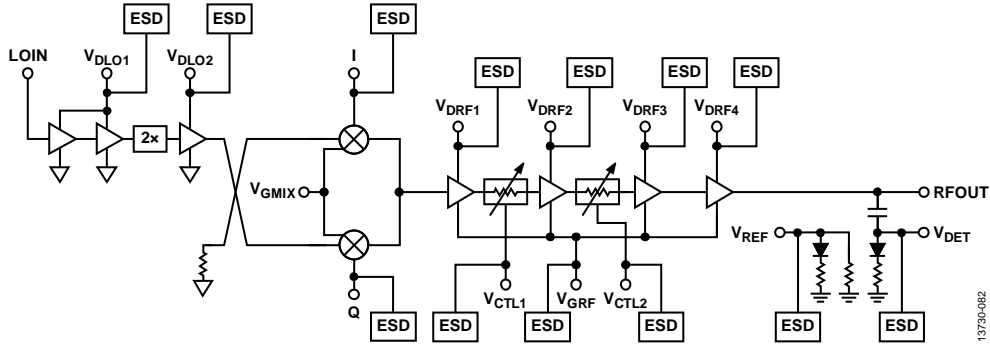 ESD
ESD
ESD
LOIN
VDLO1
VDLO2
I
ESD
ESD
ESD
ESD
VDRF1
VDRF2
VDRF3
VDRF4
2×
VGMIX
RFOUT
VREF
VDET
Q
VCTL1
VGRF
VCTL2
ESD
ESD
ESD
ESD
ESD
ESD
13730-082